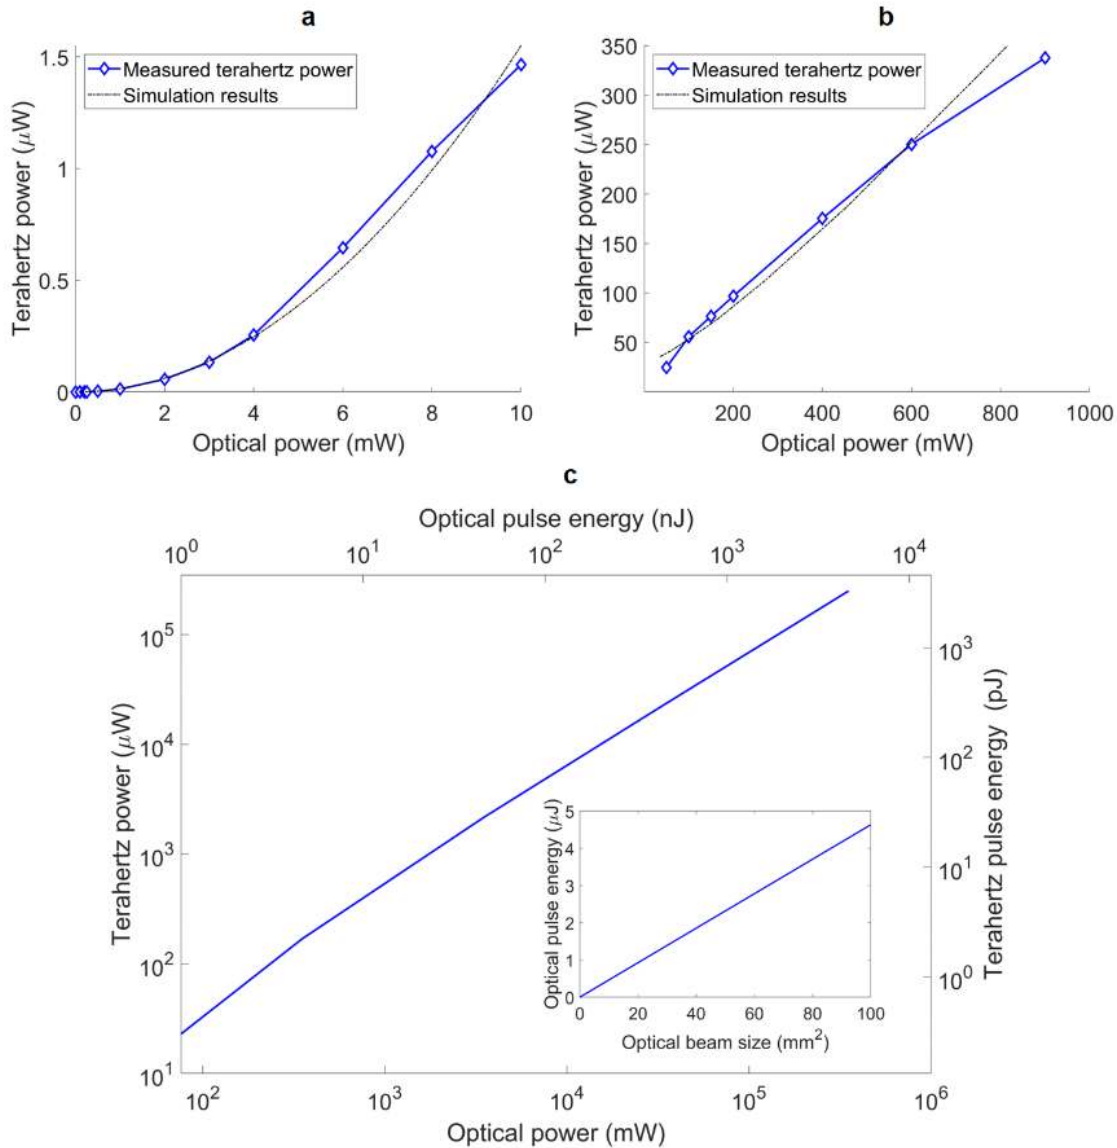 a
Terahertz power (μW)
1.5
1
0.5
0
Measured terahertz power
Simulation results
0 2 4 6 8 10
Optical power (mW)
b
Terahertz power (μW)
350
300
250
200
150
100
50
Measured terahertz power
Simulation results
200 400 600 800 1000
Optical power (mW)
c
Optical pulse energy (nJ)
10^0 10^1 10^2 10^3 10^4
Terahertz power (μW)
10^5
10^4
10^3
10^2
10^1
Terahertz pulse energy (pJ)
10^3
10^2
10^1
10^0
Optical pulse energy (μJ)
5
4
3
2
1
0
0 20 40 60 80 100
Optical beam size (mm^2)
10^2 10^3 10^4 10^5 10^6
Optical power (mW)